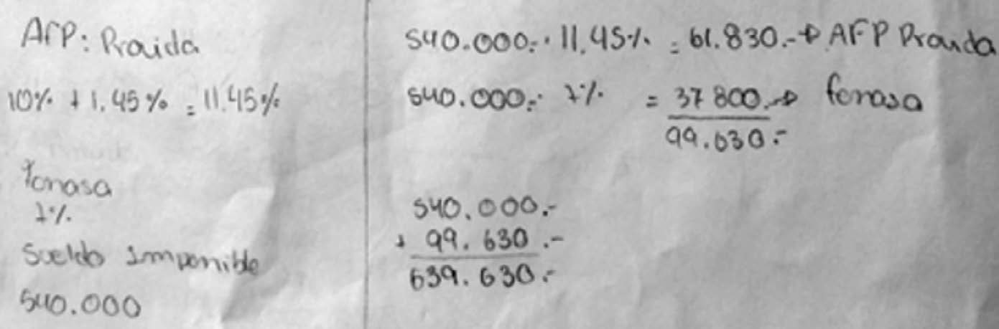 AFP: Provida
10% + 1.45% = 11.45%
fonasa
7%.
Sueldo Imponible
540.000
540.000.- · 11.45% = 61.830.-→ AFP Provida
540.000.- · 7% = 37 800.-→ fonasa
99.630.-
540.000.-
+ 99.630.-
639.630.-